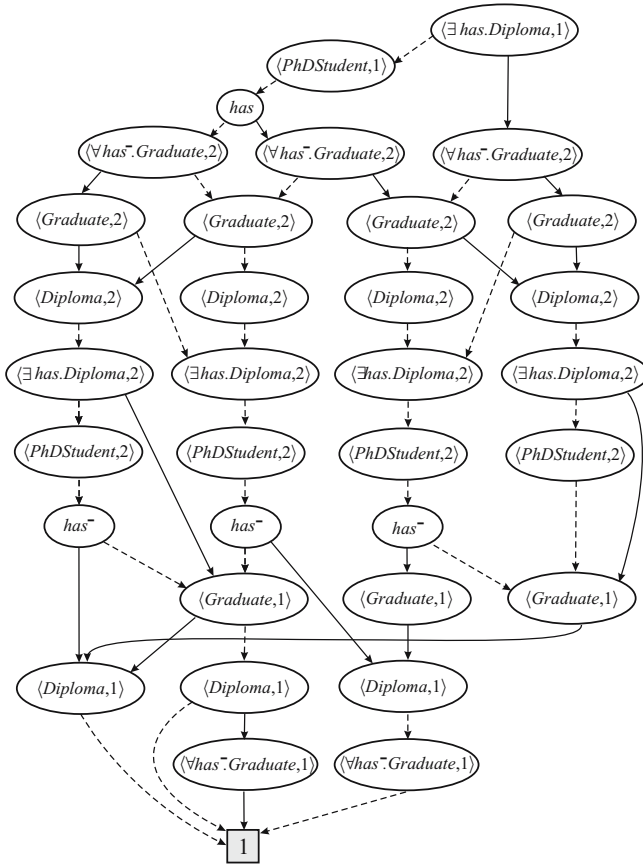 ⟨∃ has.Diploma,1⟩
⟨PhDStudent,1⟩
has
⟨∀has⁻.Graduate,2⟩ ⟨∀has⁻.Graduate,2⟩ ⟨∀has⁻.Graduate,2⟩
⟨Graduate,2⟩ ⟨Graduate,2⟩ ⟨Graduate,2⟩ ⟨Graduate,2⟩
⟨Diploma,2⟩ ⟨Diploma,2⟩ ⟨Diploma,2⟩ ⟨Diploma,2⟩
⟨∃ has.Diploma,2⟩ ⟨∃ has.Diploma,2⟩ ⟨∃has.Diploma,2⟩ ⟨∃ has.Diploma,2⟩
⟨PhDStudent,2⟩ ⟨PhDStudent,2⟩ ⟨PhDStudent,2⟩ ⟨PhDStudent,2⟩
has⁻ has⁻ has⁻
⟨Graduate,1⟩ ⟨Graduate,1⟩ ⟨Graduate,1⟩
⟨Diploma,1⟩ ⟨Diploma,1⟩ ⟨Diploma,1⟩
⟨∀has⁻.Graduate,1⟩ ⟨∀has⁻.Graduate,1⟩
1